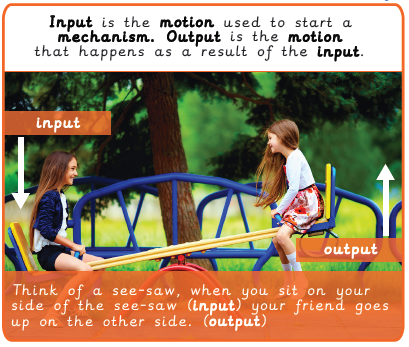 Input is the motion used to start a
mechanism. Output is the motion
that happens as a result of the input.
input
output
Think of a see-saw, when you sit on your
side of the see-saw (input) your friend goes
up on the other side. (output)